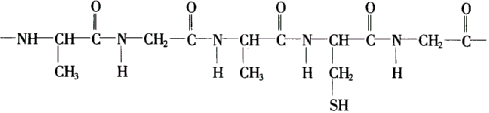 O O O O O
—NH—CH—C—N—CH₂—C—N—CH—C—N—CH—C—N—CH₂—C—
CH₃ H H CH₃ H CH₂ H
SH